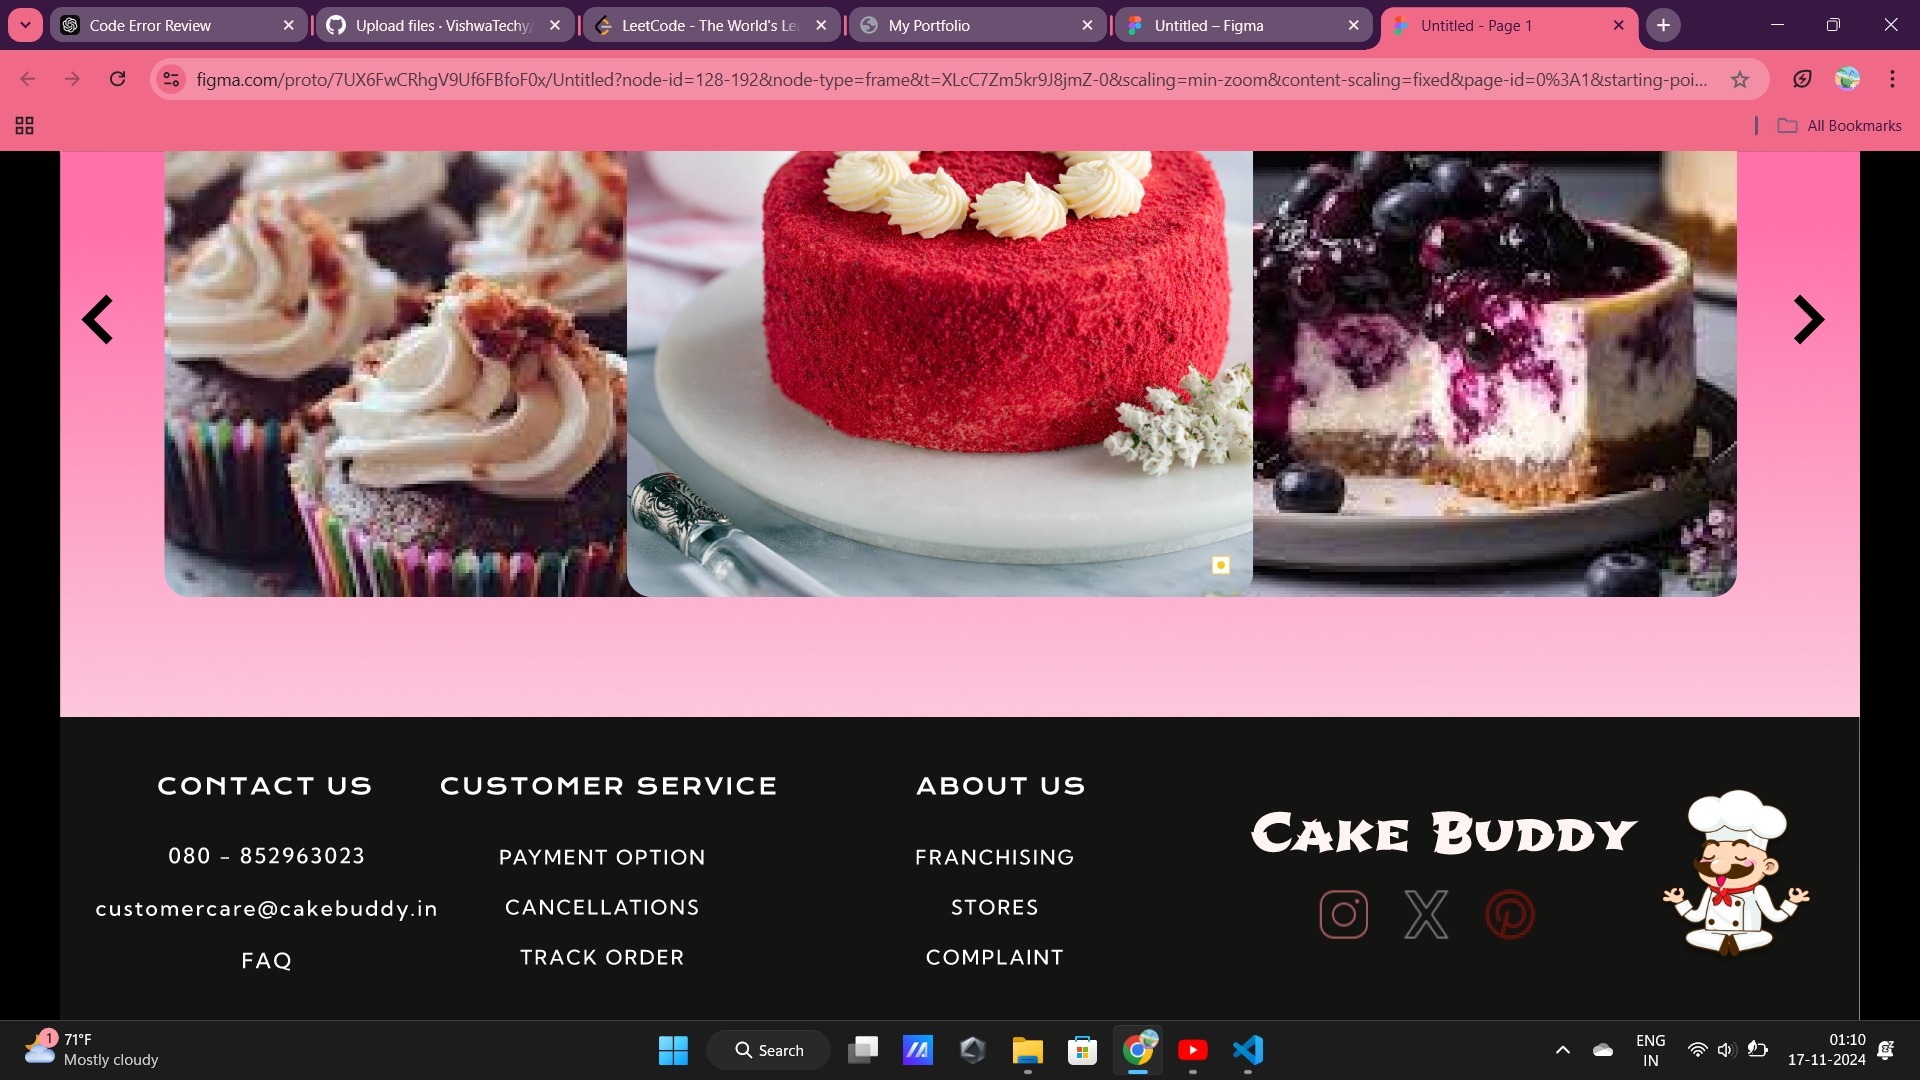 Code Error Review
Upload files · VishwaTechy/
LeetCode - The World's Le
My Portfolio
Untitled – Figma
Untitled - Page 1
figma.com/proto/7UX6FwCRhgV9Uf6FBfoF0x/Untitled?node-id=128-192&node-type=frame&t=XLcC7Zm5kr9J8jmZ-0&scaling=min-zoom&content-scaling=fixed&page-id=0%3A1&starting-poi...
All Bookmarks
CONTACT US
080 - 852963023
customercare@cakebuddy.in
FAQ
CUSTOMER SERVICE
PAYMENT OPTION
CANCELLATIONS
TRACK ORDER
ABOUT US
FRANCHISING
STORES
COMPLAINT
CAKE BUDDY
1
71°F
Mostly cloudy
Search
ENG
IN
01:10
17-11-2024